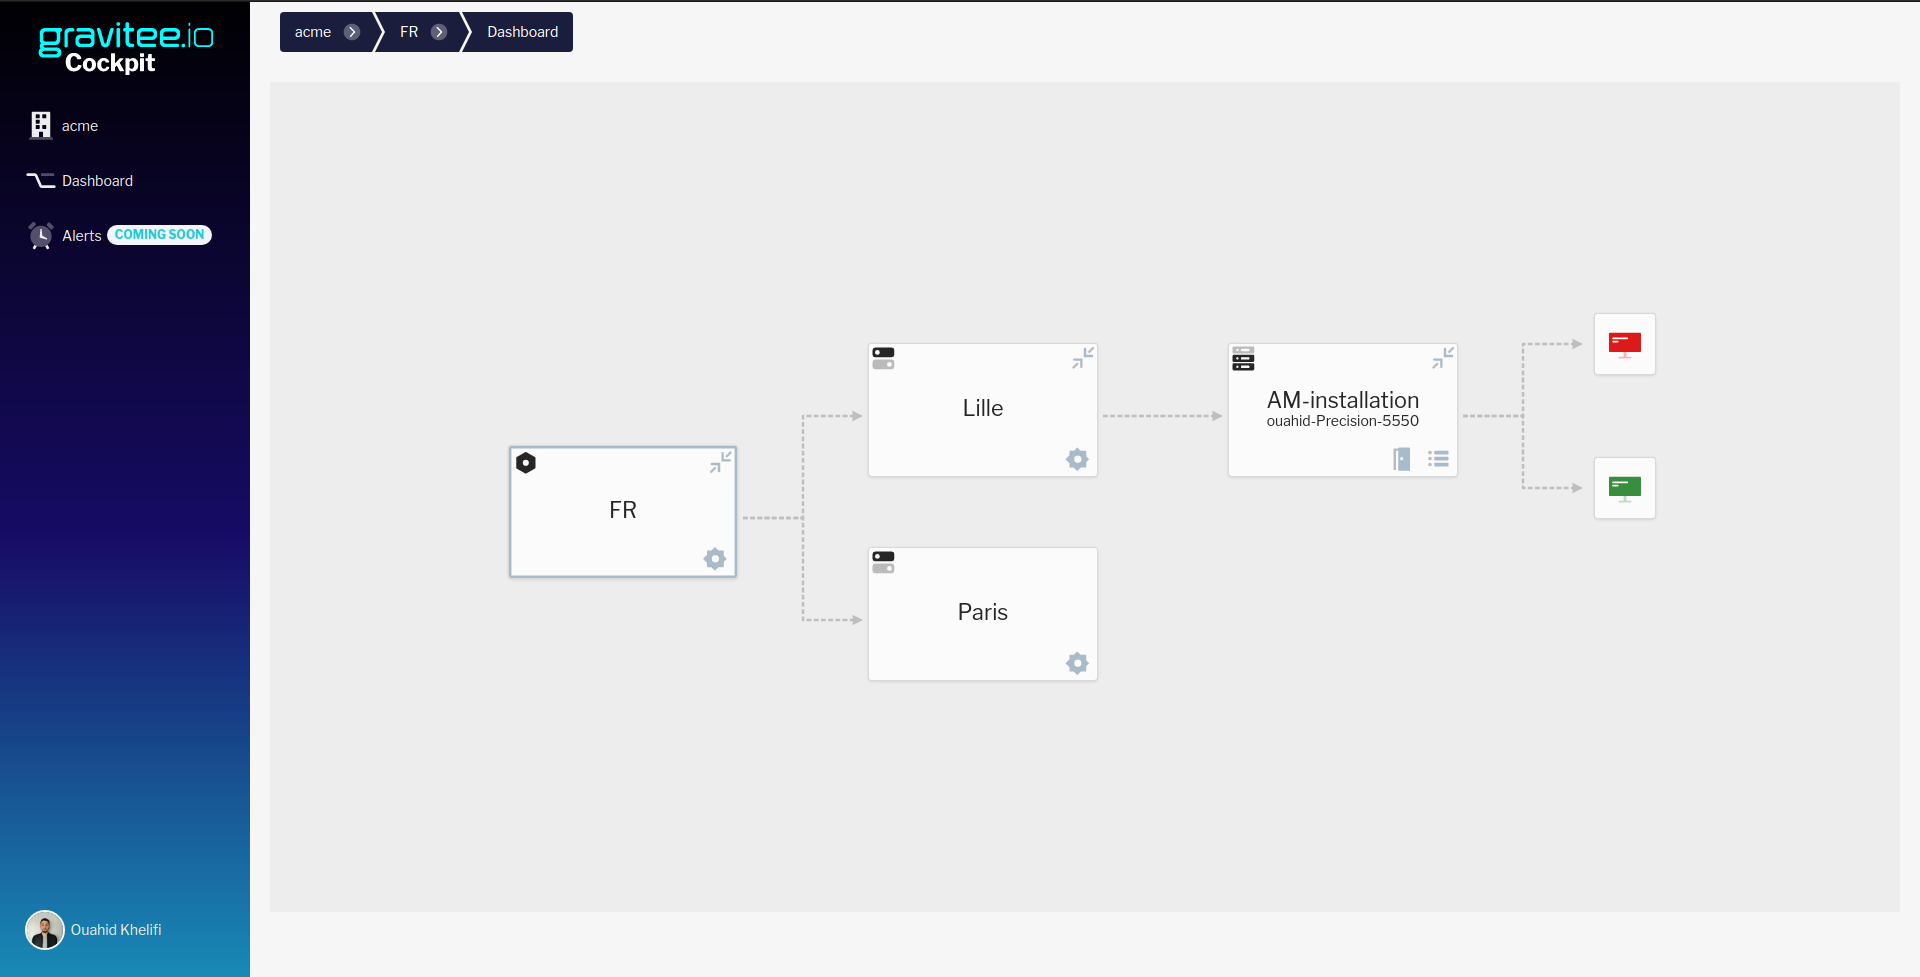 gravitee.io
Cockpit
acme
Dashboard
Alerts COMING SOON
Ouahid Khelifi
acme FR Dashboard
FR
Lille
Paris
AM-installation
ouahid-Precision-5550